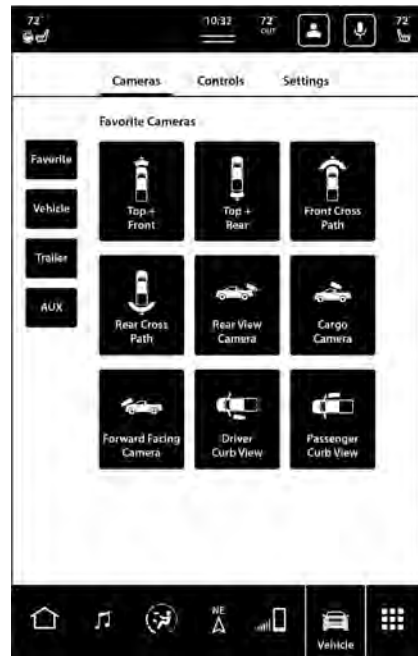 72°
10:32
72°
OUT
72
Cameras Controls Settings
Favorite Cameras
Favorite
Vehicle
Trailer
AUX
Top +
Front
Top +
Rear
Front Cross
Path
Rear Cross
Path
Rear View
Camera
Cargo
Camera
Forward Facing
Camera
Driver
Curb View
Passenger
Curb View
NE
Vehicle